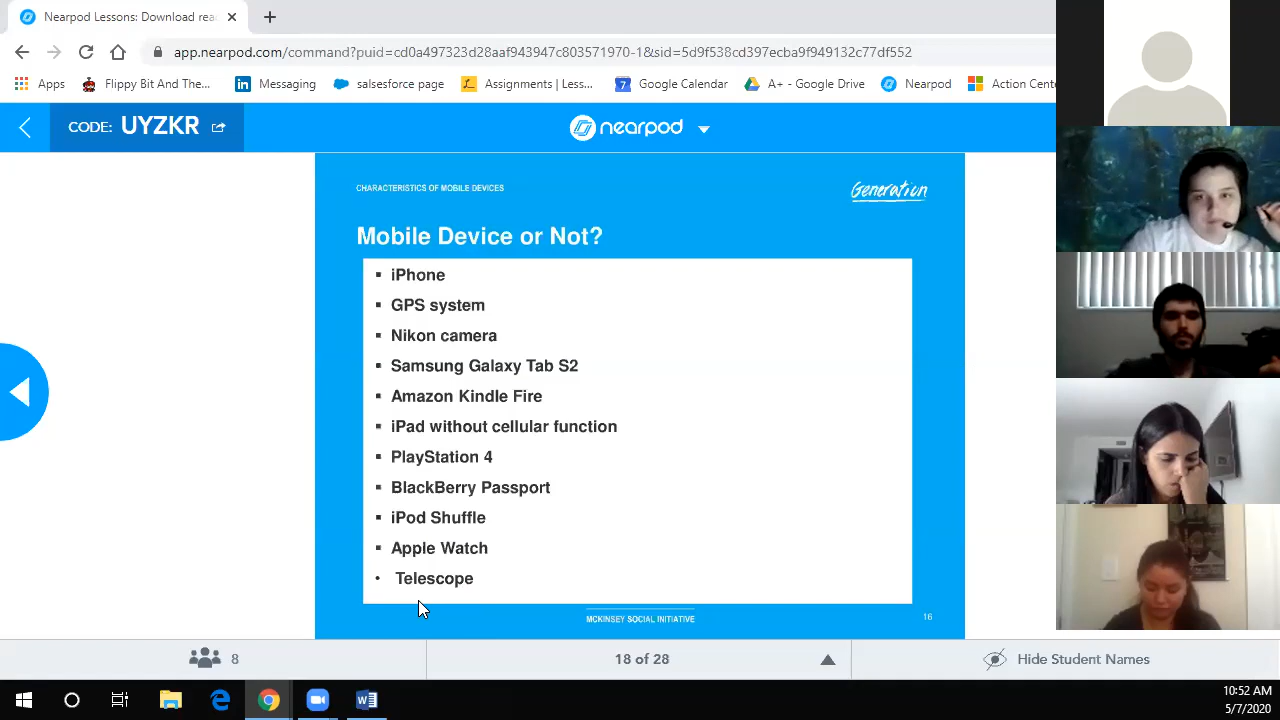 Nearpod Lessons: Download rea
app.nearpod.com/command?puid=cd0a497323d28aaf943947c803571970-1&sid=5d9f558cd397ecba9f949132c77df552
Apps
Flippy Bit And The...
Messaging
salsesforce page
Assignments | Less...
7
Google Calendar
A+ - Google Drive
Nearpod
Action Cente
CODE: UYZKR
nearpod
CHARACTERISTICS OF MOBILE DEVICES
Generation
Mobile Device or Not?
▪ iPhone
▪ GPS system
▪ Nikon camera
▪ Samsung Galaxy Tab S2
▪ Amazon Kindle Fire
▪ iPad without cellular function
▪ PlayStation 4
▪ BlackBerry Passport
▪ iPod Shuffle
▪ Apple Watch
• Telescope
MCKINSEY SOCIAL INITIATIVE
16
8
18 of 28
Hide Student Names
10:52 AM
5/7/2020